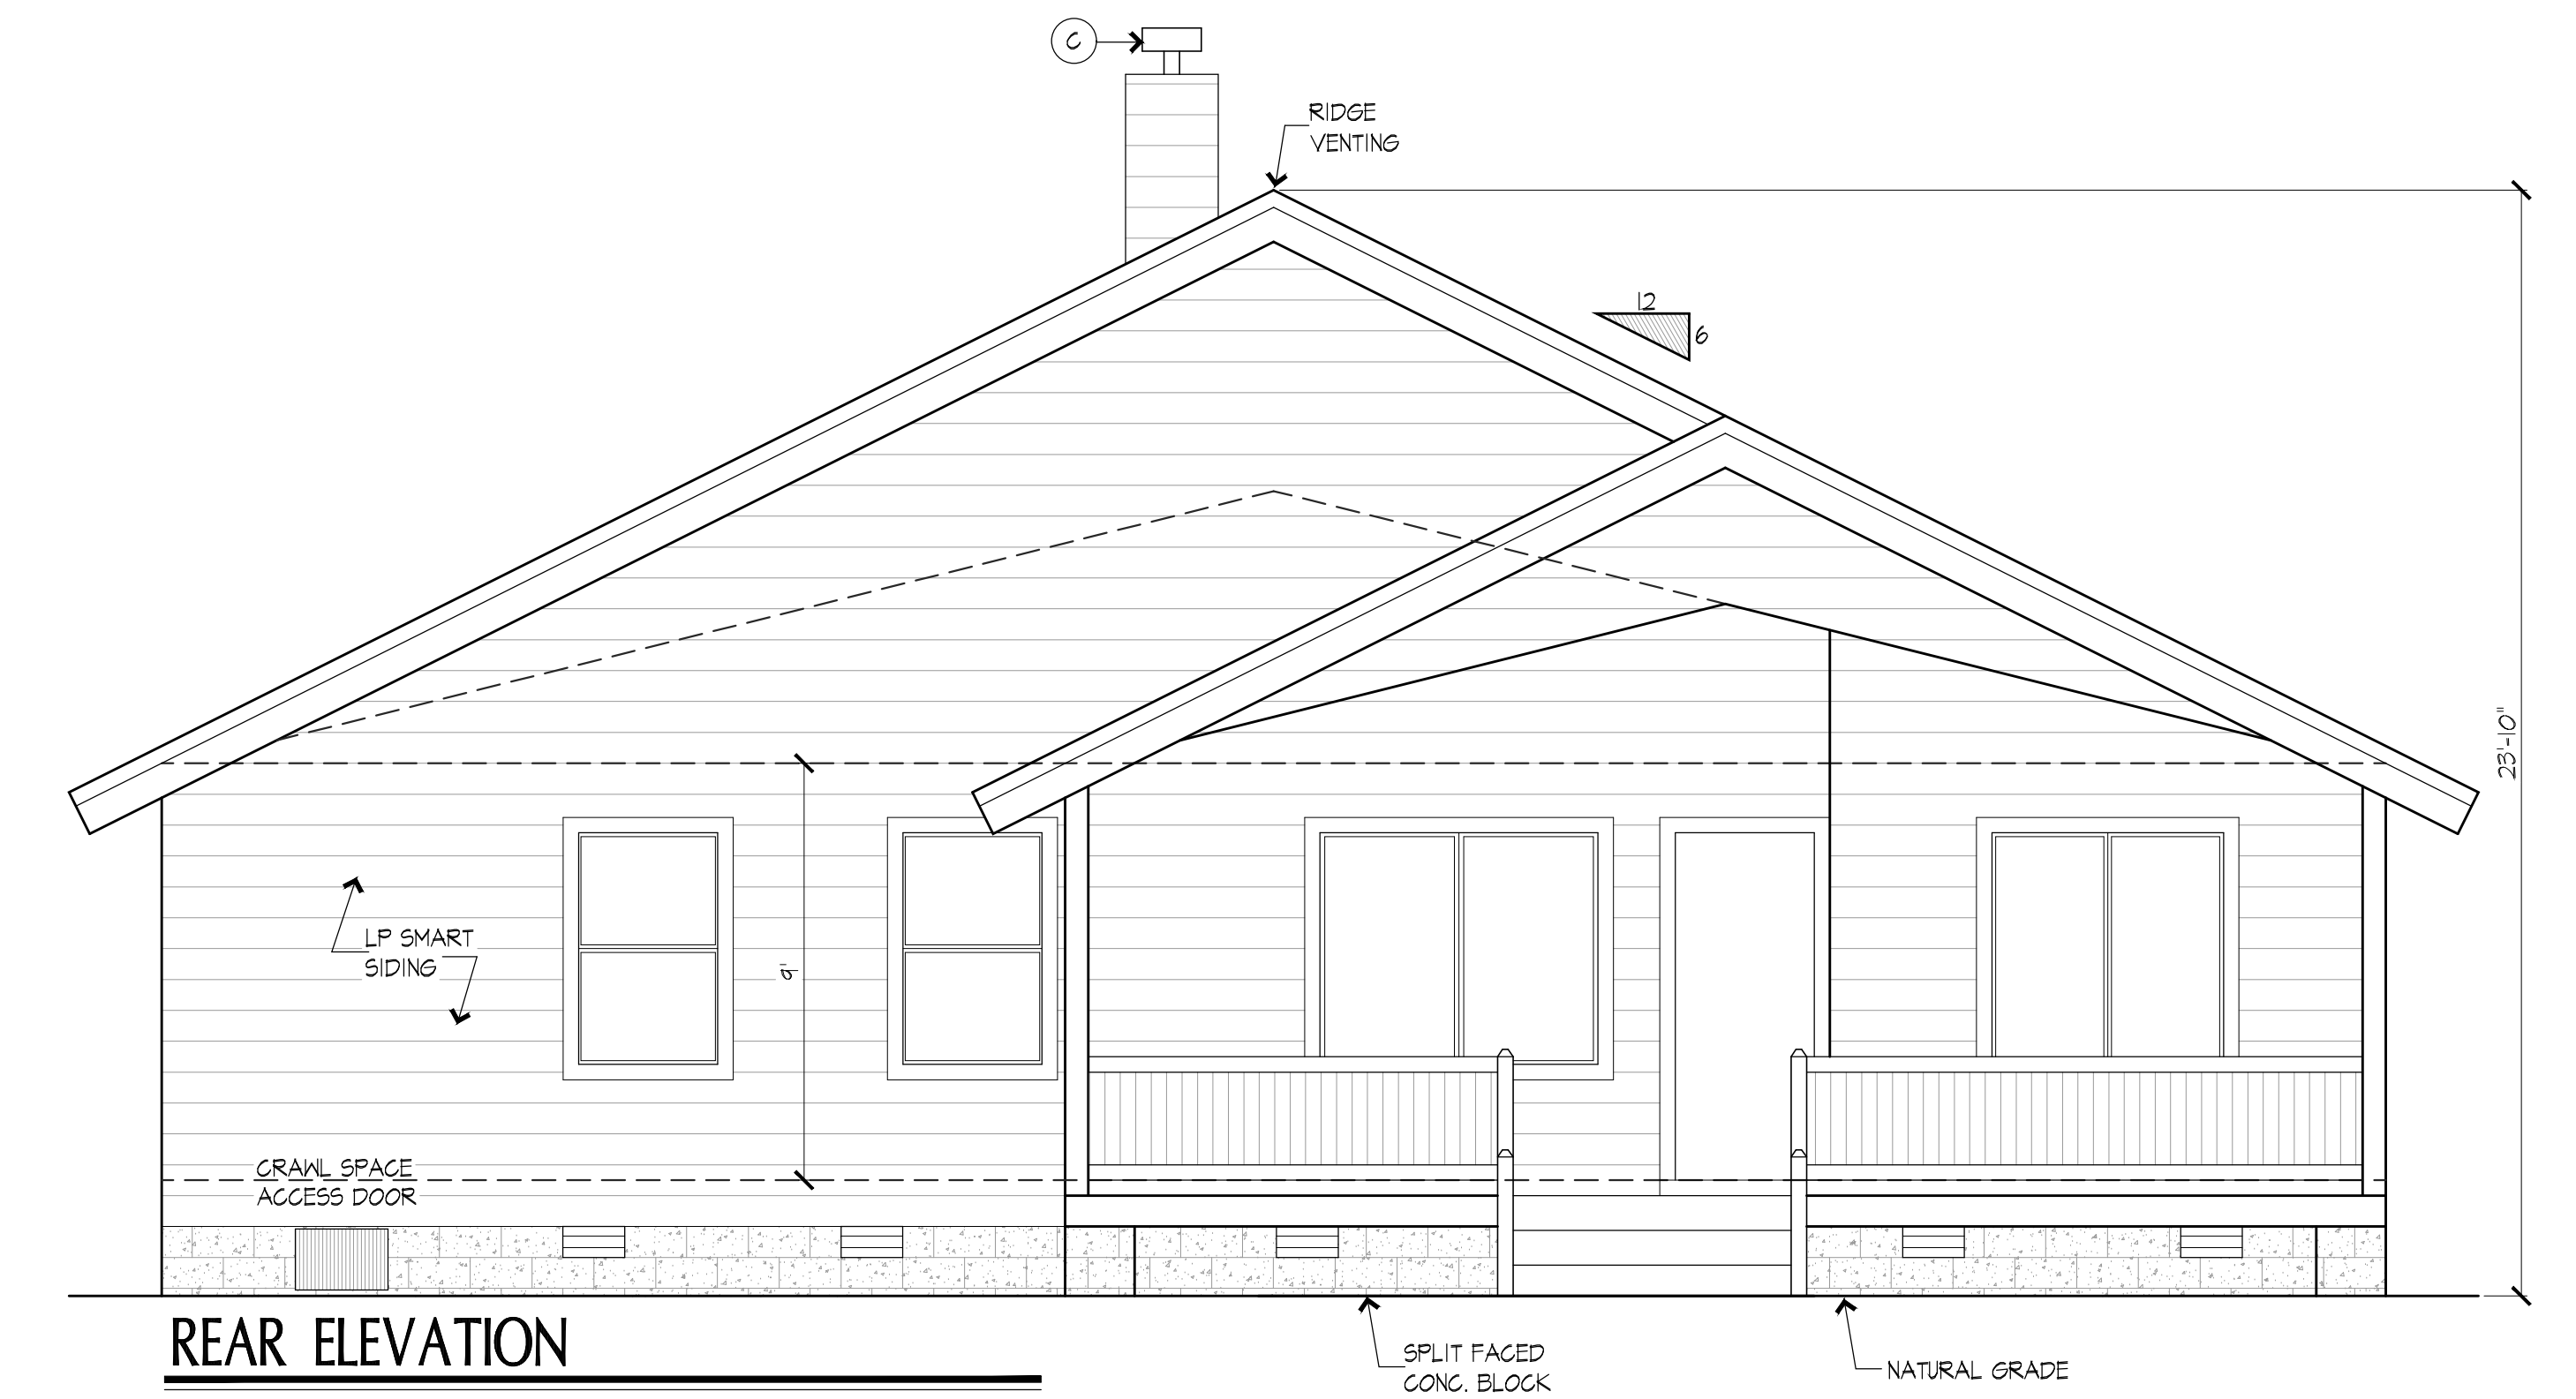 C
RIDGE
VENTING
12
6
23'-10"
LP SMART
SIDING
9'
CRAWL SPACE
ACCESS DOOR
REAR ELEVATION
SPLIT FACED
CONC. BLOCK
NATURAL GRADE